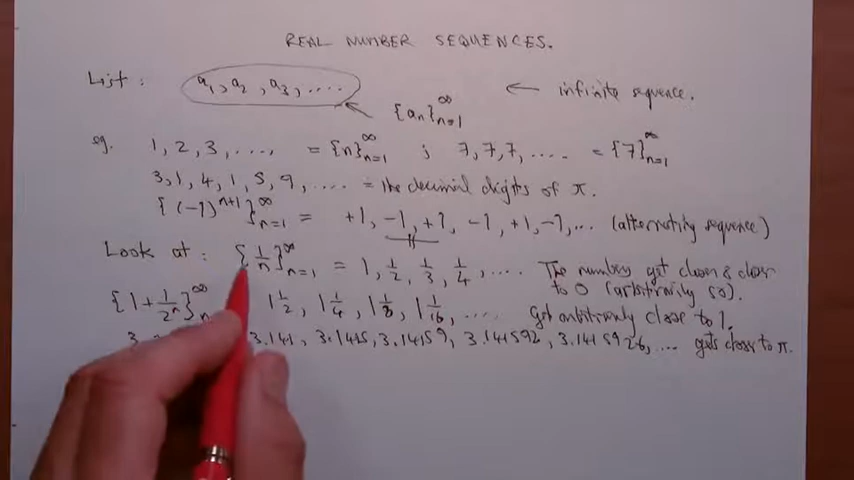 REAL NUMBER SEQUENCES.
List : a₁, a₂, a₃, .... ← infinite sequence.
{aₙ}∞ₙ₌₁
eg. 1, 2, 3, .... = {n}∞ₙ₌₁ ; 7, 7, 7, .... = {7}∞ₙ₌₁
3, 1, 4, 1, 5, 9, .... = the decimal digits of π.
{(-1)ⁿ⁺¹}∞ₙ₌₁ = +1, -1, +1, -1, +1, -1, ... (alternating sequence)
Look at : {1/n}∞ₙ₌₁ = 1, 1/2, 1/3, 1/4, .... The numbers get closer & closer
to 0 (arbitrarily so).
{1+1/2ⁿ}∞ₙ 1 1/2, 1 1/4, 1 1/8, 1 1/16, .... get arbitrarily close to 1.
3. 3.141, 3.1415, 3.14159, 3.141592, 3.1415926, ... gets close to π.